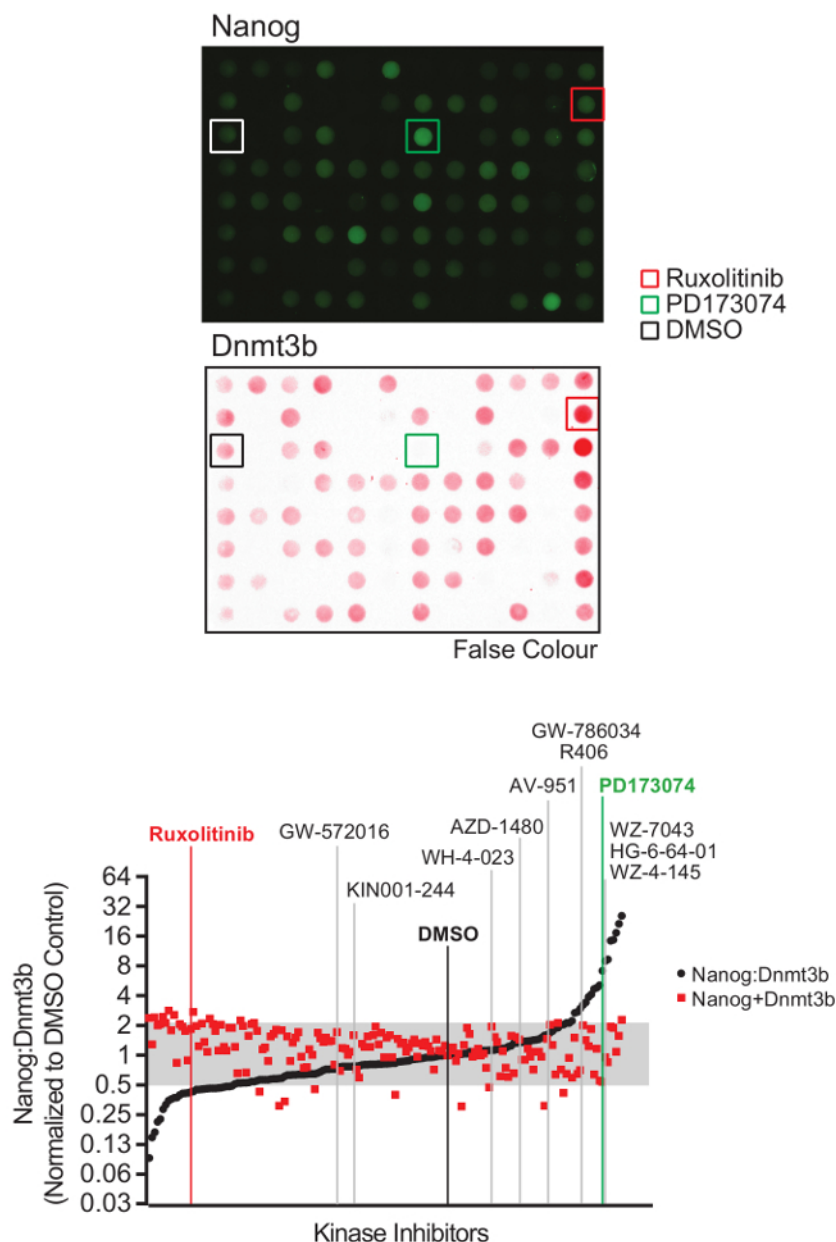 Nanog
Ruxolitinib
PD173074
DMSO
Dnmt3b
False Colour
GW-786034
R406
AV-951
PD173074
Ruxolitinib
GW-572016
AZD-1480
WZ-7043
WH-4-023
HG-6-64-01
KIN001-244
WZ-4-145
DMSO
64
32
16
8
4
2
1
0.5
0.25
0.13
0.06
0.03
Nanog:Dnmt3b
(Normalized to DMSO Control)
Nanog:Dnmt3b
Nanog+Dnmt3b
Kinase Inhibitors